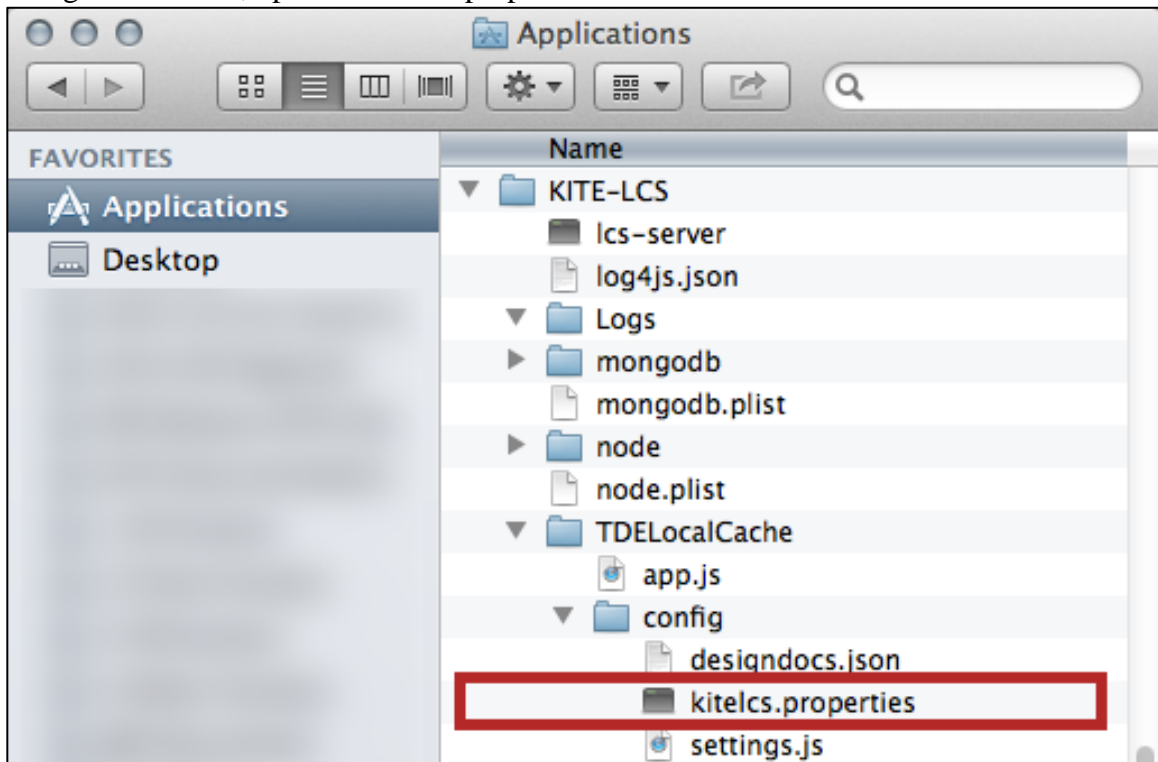 Applications
FAVORITES
Applications
Desktop
Name
KITE-LCS
lcs-server
log4js.json
Logs
mongodb
mongodb.plist
node
node.plist
TDELocalCache
app.js
config
designdocs.json
kitelcs.properties
settings.js